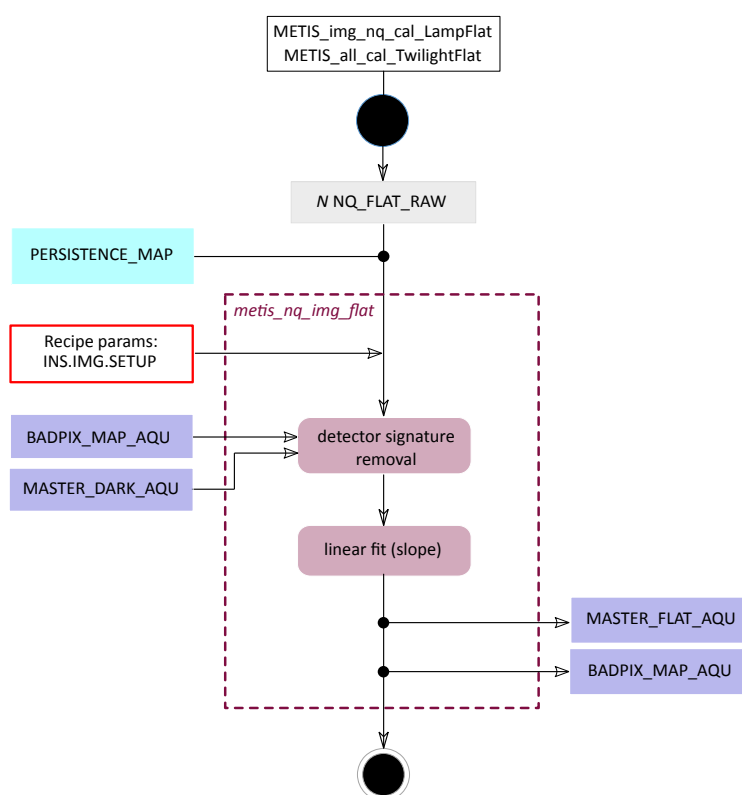 METIS_img_nq_cal_LampFlat
METIS_all_cal_TwilightFlat
N NQ_FLAT_RAW
PERSISTENCE_MAP
metis_nq_img_flat
Recipe params:
INS.IMG.SETUP
BADPIX_MAP_AQU
detector signature
removal
MASTER_DARK_AQU
linear fit (slope)
MASTER_FLAT_AQU
BADPIX_MAP_AQU